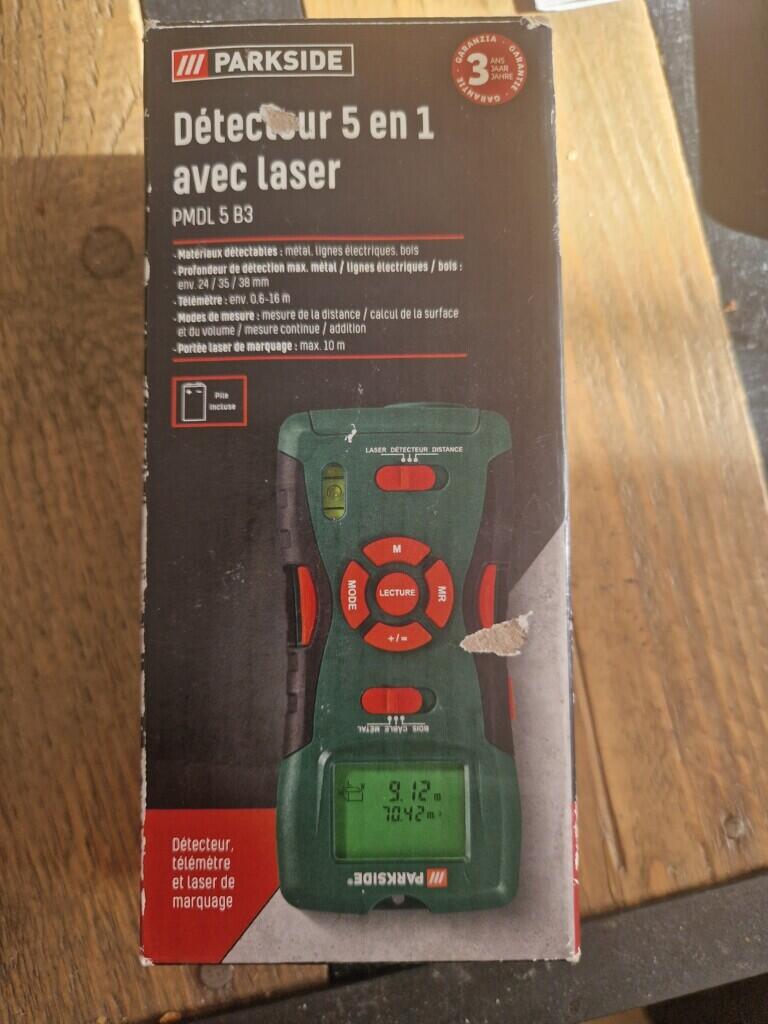 PARKSIDE
GARANZIA · GARANTIE · GARANTIE
3 ANS
JAAR
JAHRE
Détecteur 5 en 1
avec laser
PMDL 5 B3
- Matériaux détectables : métal, lignes électriques, bois
- Profondeur de détection max. métal / lignes électriques / bois :
env. 24 / 35 / 38 mm
- Télémètre : env. 0,6-16 m
- Modes de mesure : mesure de la distance / calcul de la surface
et du volume / mesure continue / addition
- Portée laser de marquage : max. 10 m
Pile
incluse
LASER DÉTECTEUR DISTANCE
M
MODE
LECTURE
MR
+/=
BOIS CÂBLE MÉTAL
9.12 m
70.42 m³
PARKSIDE®
Détecteur,
télémètre
et laser de
marquage